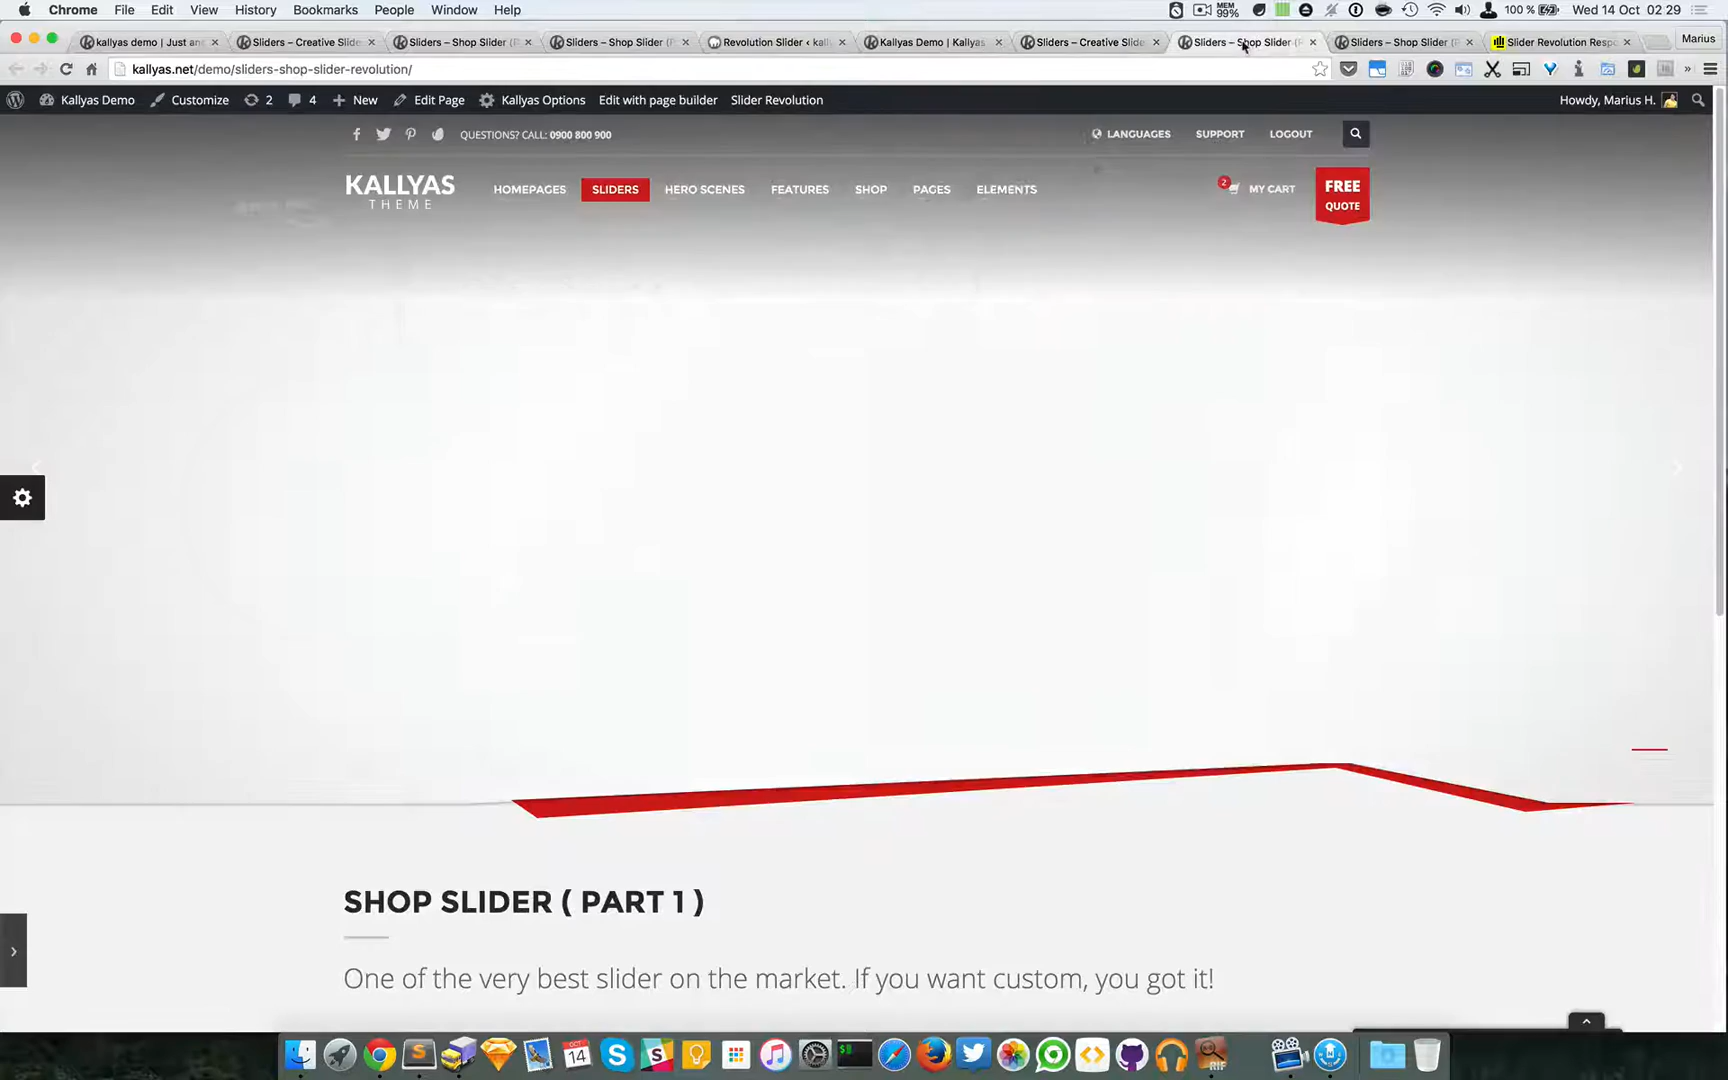 Chrome File Edit View History Bookmarks People Window Help MEM 99% 100 % Wed 14 Oct 02:29
kallyas demo | Just an Sliders – Creative Slide Sliders – Shop Slider ( Sliders – Shop Slider ( Revolution Slider ‹ kall Kallyas Demo | Kallyas Sliders – Creative Slide Sliders – Shop Slider ( Sliders – Shop Slider ( Slider Revolution Respo Marius
kallyas.net/demo/sliders-shop-slider-revolution/
Kallyas Demo Customize 2 4 New Edit Page Kallyas Options Edit with page builder Slider Revolution Howdy, Marius H.
QUESTIONS? CALL: 0900 800 900 LANGUAGES SUPPORT LOGOUT
KALLYAS
THEME
HOMEPAGES SLIDERS HERO SCENES FEATURES SHOP PAGES ELEMENTS 2 MY CART
FREE
QUOTE
SHOP SLIDER ( PART 1 )
One of the very best slider on the market. If you want custom, you got it!
OCT
14